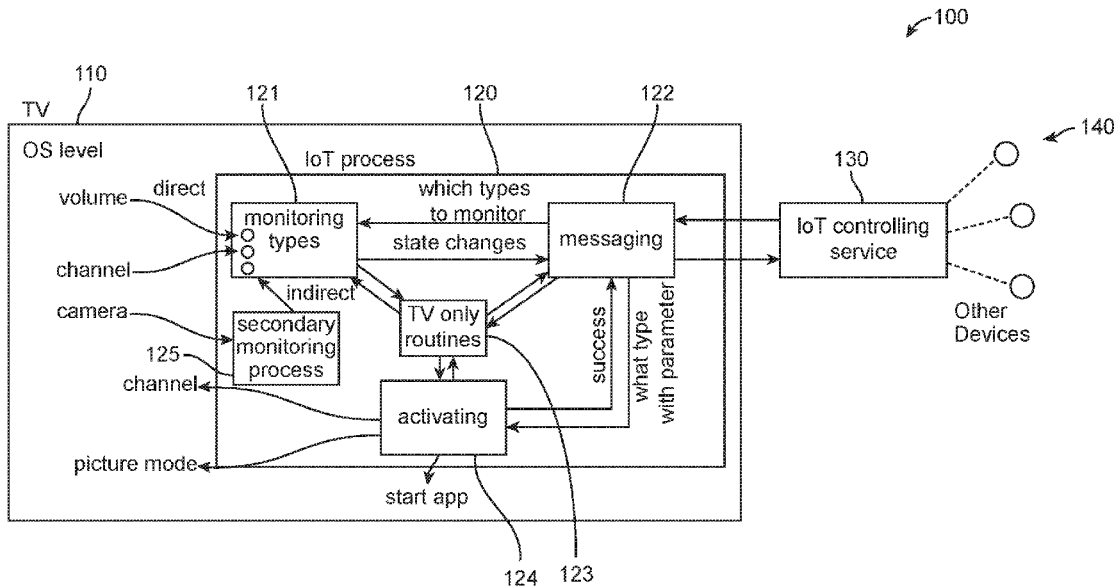 100
110
TV
OS level
121
120
122
130
140
IoT process
direct
volume
channel
camera
125
channel
picture mode
monitoring
types
which types
to monitor
state changes
messaging
IoT controlling
service
Other
Devices
indirect
secondary
monitoring
process
TV only
routines
success
what type
with parameter
activating
start app
124
123